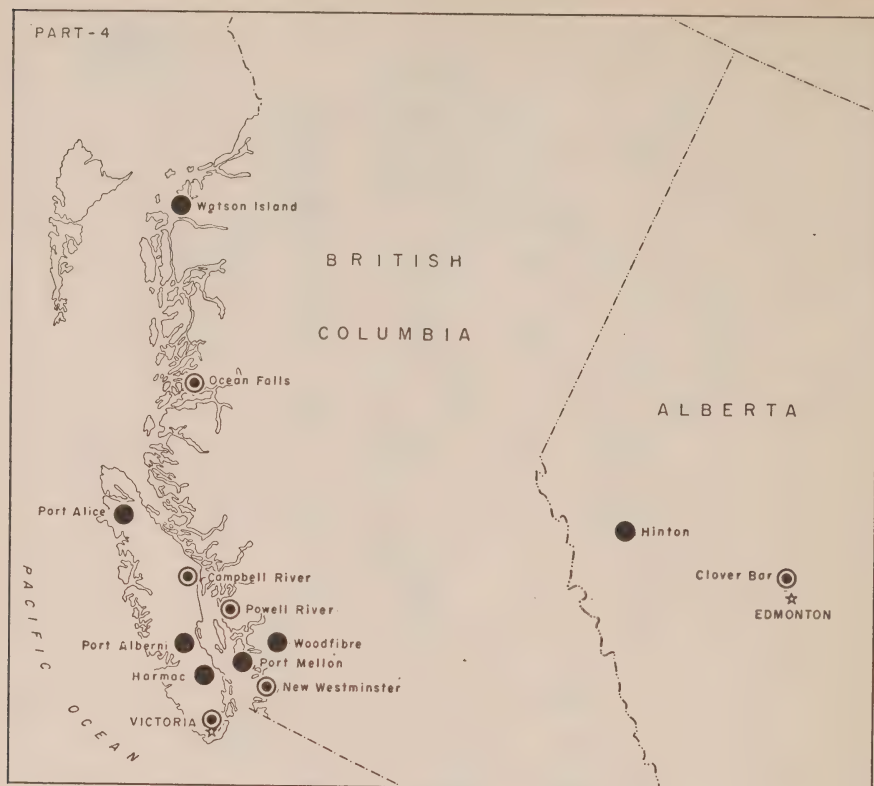 PART-4
Watson Island
BRITISH
COLUMBIA
Ocean Falls
ALBERTA
Port Alice
Hinton
Campbell River
Clover Bar
Powell River
EDMONTON
PACIFIC
OCEAN
Port Alberni
Woodfibre
Port Mellon
Harmac
New Westminster
VICTORIA